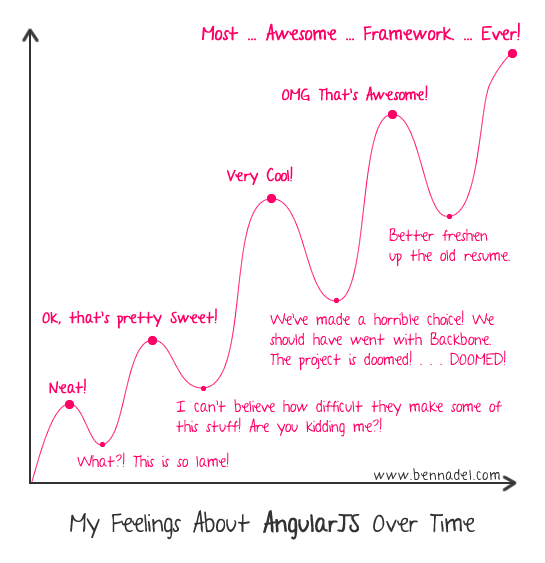 Most ... Awesome ... Framework ... Ever!
OMG That's Awesome!
Very Cool!
Better freshen
up the old resume.
Ok, that's pretty Sweet!
We've made a horrible choice! We
should have went with Backbone.
The project is doomed! . . . DOOMED!
Neat!
I can't believe how difficult they make some of
this stuff! Are you kidding me?!
What?! This is so lame!
www.bennadel.com
My Feelings About AngularJS Over Time